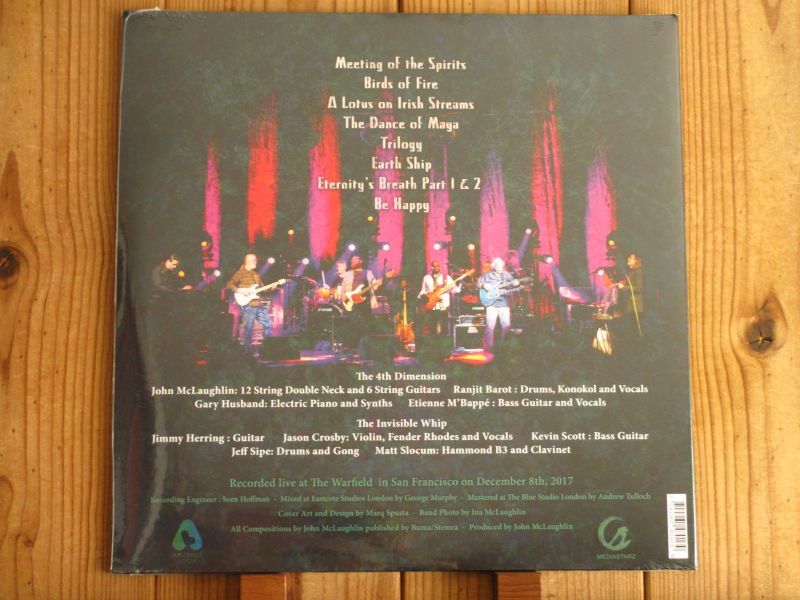 Meeting of the Spirits
Birds of Fire
A Lotus on Irish Streams
The Dance of Maya
Trilogy
Earth Ship
Eternity's Breath Part 1 & 2
Be Happy
The 4th Dimension
John McLaughlin: 12 String Double Neck and 6 String Guitars Ranjit Barot : Drums, Konokol and Vocals
Gary Husband: Electric Piano and Synths Etienne M'Bappé : Bass Guitar and Vocals
The Invisible Whip
Jimmy Herring : Guitar Jason Crosby: Violin, Fender Rhodes and Vocals Kevin Scott : Bass Guitar
Jeff Sipe: Drums and Gong Matt Slocum: Hammond B3 and Clavinet
Recorded live at The Warfield in San Francisco on December 8th, 2017
Recording Engineer : Sven Hoffman - Mixed at Eastcote Studios London by George Murphy - Mastered at The Blue Studio London by Andrew Tulloch
Cover Art and Design by Marq Spusta - Band Photo by Ina McLaughlin
All Compositions by John McLaughlin published by Buma/Stemra - Produced by John McLaughlin
MEDIASTARZ